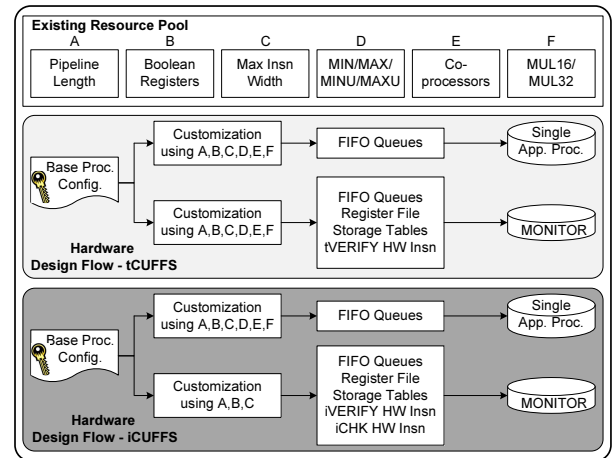 Existing Resource Pool
A
B
C
D
E
F
Pipeline
Length
Boolean
Registers
Max Insn
Width
MIN/MAX/
MINU/MAXU
Co-
processors
MUL16/
MUL32
Base Proc.
Config.
Customization
using A,B,C,D,E,F
FIFO Queues
Single
App. Proc.
Customization
using A,B,C,D,E,F
FIFO Queues
Register File
Storage Tables
tVERIFY HW Insn
MONITOR
Hardware
Design Flow - tCUFFS
Base Proc.
Config.
Customization
using A,B,C,D,E,F
FIFO Queues
Single
App. Proc.
Customization
using A,B,C
FIFO Queues
Register File
Storage Tables
iVERIFY HW Insn
iCHK HW Insn
MONITOR
Hardware
Design Flow - iCUFFS